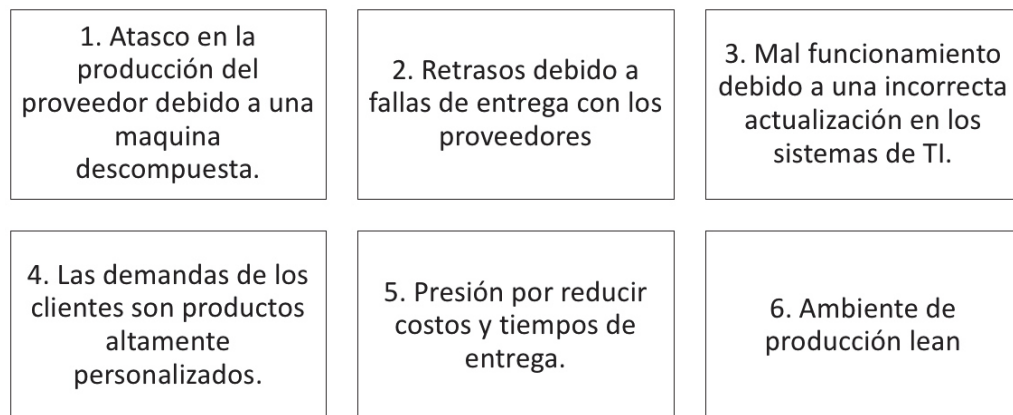 1. Atasco en la
producción del
proveedor debido a una
maquina
descompuesta.
2. Retrasos debido a
fallas de entrega con los
proveedores
3. Mal funcionamiento
debido a una incorrecta
actualización en los
sistemas de TI.
4. Las demandas de los
clientes son productos
altamente
personalizados.
5. Presión por reducir
costos y tiempos de
entrega.
6. Ambiente de
producción lean